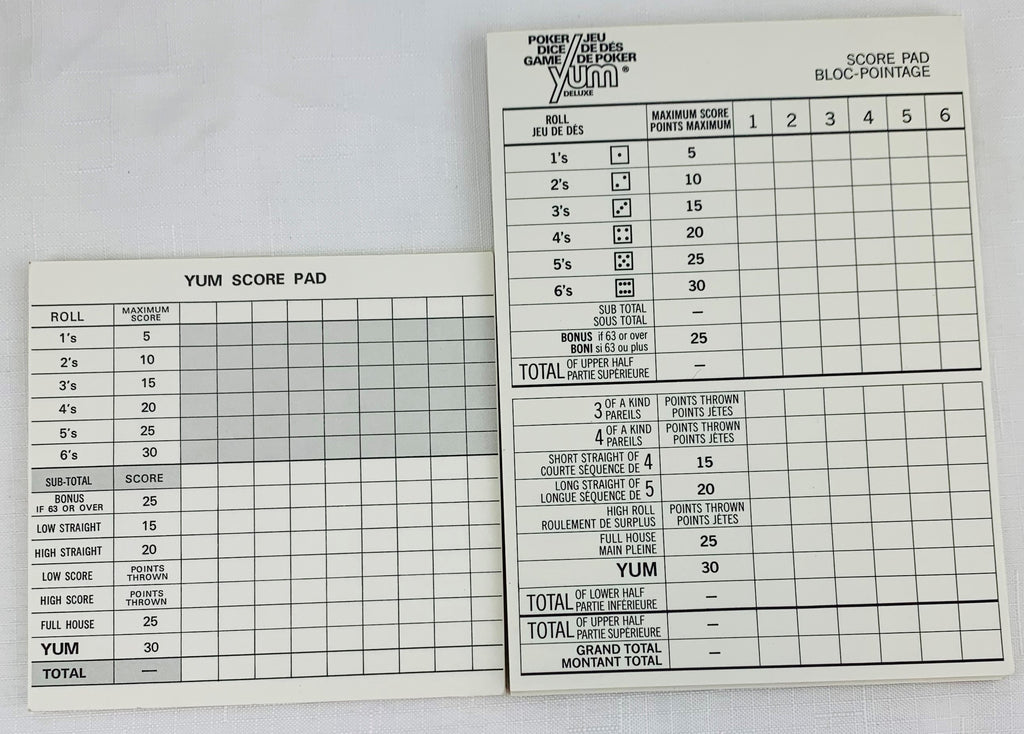 YUM SCORE PAD
ROLL MAXIMUM SCORE
1's 5
2's 10
3's 15
4's 20
5's 25
6's 30
SUB-TOTAL SCORE
BONUS IF 63 OR OVER 25
LOW STRAIGHT 15
HIGH STRAIGHT 20
LOW SCORE POINTS THROWN
HIGH SCORE POINTS THROWN
FULL HOUSE 25
YUM 30
TOTAL —
POKER / JEU
DICE / DE DÉS
GAME / DE POKER
yum®
DELUXE
SCORE PAD
BLOC-POINTAGE
ROLL MAXIMUM SCORE 1 2 3 4 5 6
JEU DE DÉS POINTS MAXIMUM
1's 5
2's 10
3's 15
4's 20
5's 25
6's 30
SUB TOTAL —
SOUS TOTAL
BONUS if 63 or over 25
BONI si 63 ou plus
TOTAL OF UPPER HALF —
PARTIE SUPÉRIEURE
3 OF A KIND POINTS THROWN
PAREILS POINTS JÈTES
4 OF A KIND POINTS THROWN
PAREILS POINTS JÈTES
SHORT STRAIGHT OF 4 15
COURTE SÉQUENCE DE
LONG STRAIGHT OF 5 20
LONGUE SÉQUENCE DE
HIGH ROLL POINTS THROWN
ROULEMENT DE SURPLUS POINTS JÈTES
FULL HOUSE 25
MAIN PLEINE
YUM 30
TOTAL OF LOWER HALF —
PARTIE INFÉRIEURE
TOTAL OF UPPER HALF —
PARTIE SUPÉRIEURE
GRAND TOTAL —
MONTANT TOTAL